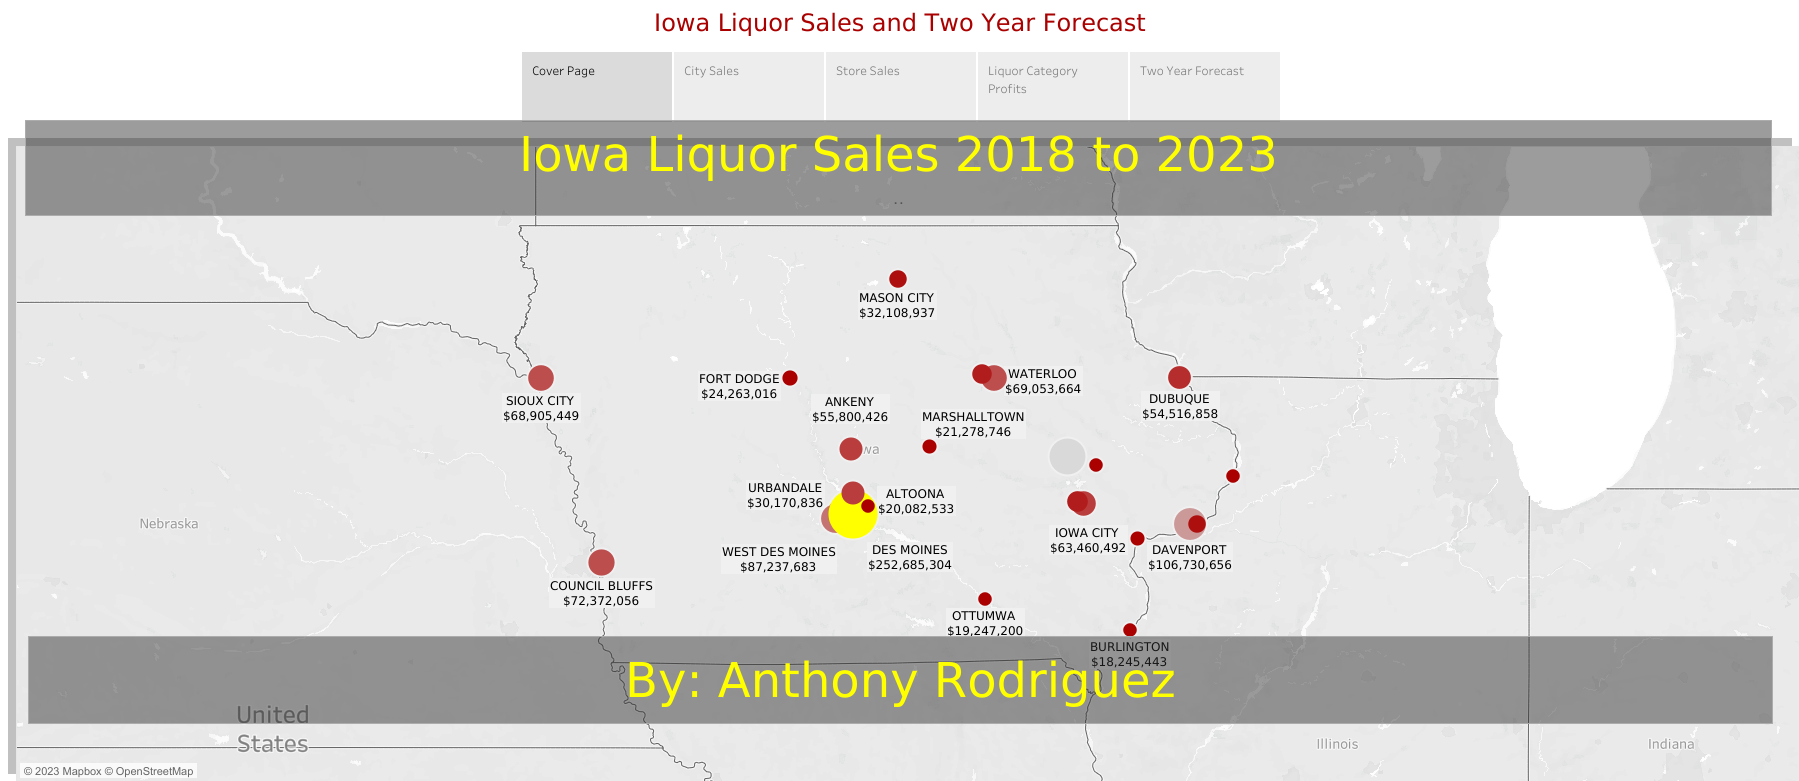 Iowa Liquor Sales and Two Year Forecast
Cover Page
City Sales
Store Sales
Liquor Category
Profits
Two Year Forecast
Iowa Liquor Sales 2018 to 2023
..
MASON CITY
$32,108,937
FORT DODGE
$24,263,016
WATERLOO
$69,053,664
SIOUX CITY
$68,905,449
ANKENY
$55,800,426
DUBUQUE
$54,516,858
MARSHALLTOWN
$21,278,746
wa
URBANDALE
$30,170,836
ALTOONA
$20,082,533
Nebraska
WEST DES MOINES
$87,237,683
DES MOINES
$252,685,304
IOWA CITY
$63,460,492
DAVENPORT
$106,730,656
COUNCIL BLUFFS
$72,372,056
OTTUMWA
$19,247,200
BURLINGTON
$18,245,443
By: Anthony Rodriguez
United
States
Illinois
Indiana
© 2023 Mapbox © OpenStreetMap